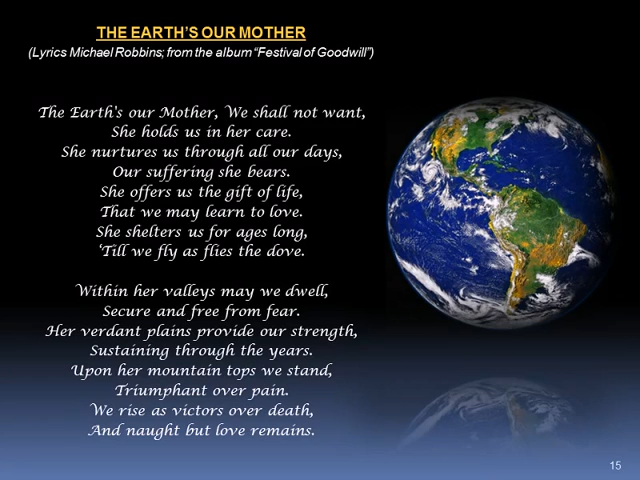 THE EARTH'S OUR MOTHER
(Lyrics Michael Robbins; from the album "Festival of Goodwill")
The Earth's our Mother, We shall not want,
She holds us in her care.
She nurtures us through all our days,
Our suffering she bears.
She offers us the gift of life,
That we may learn to love.
She shelters us for ages long,
'Till we fly as flies the dove.
Within her valleys may we dwell,
Secure and free from fear.
Her verdant plains provide our strength,
Sustaining through the years.
Upon her mountain tops we stand,
Triumphant over pain.
We rise as victors over death,
And naught but love remains.
15